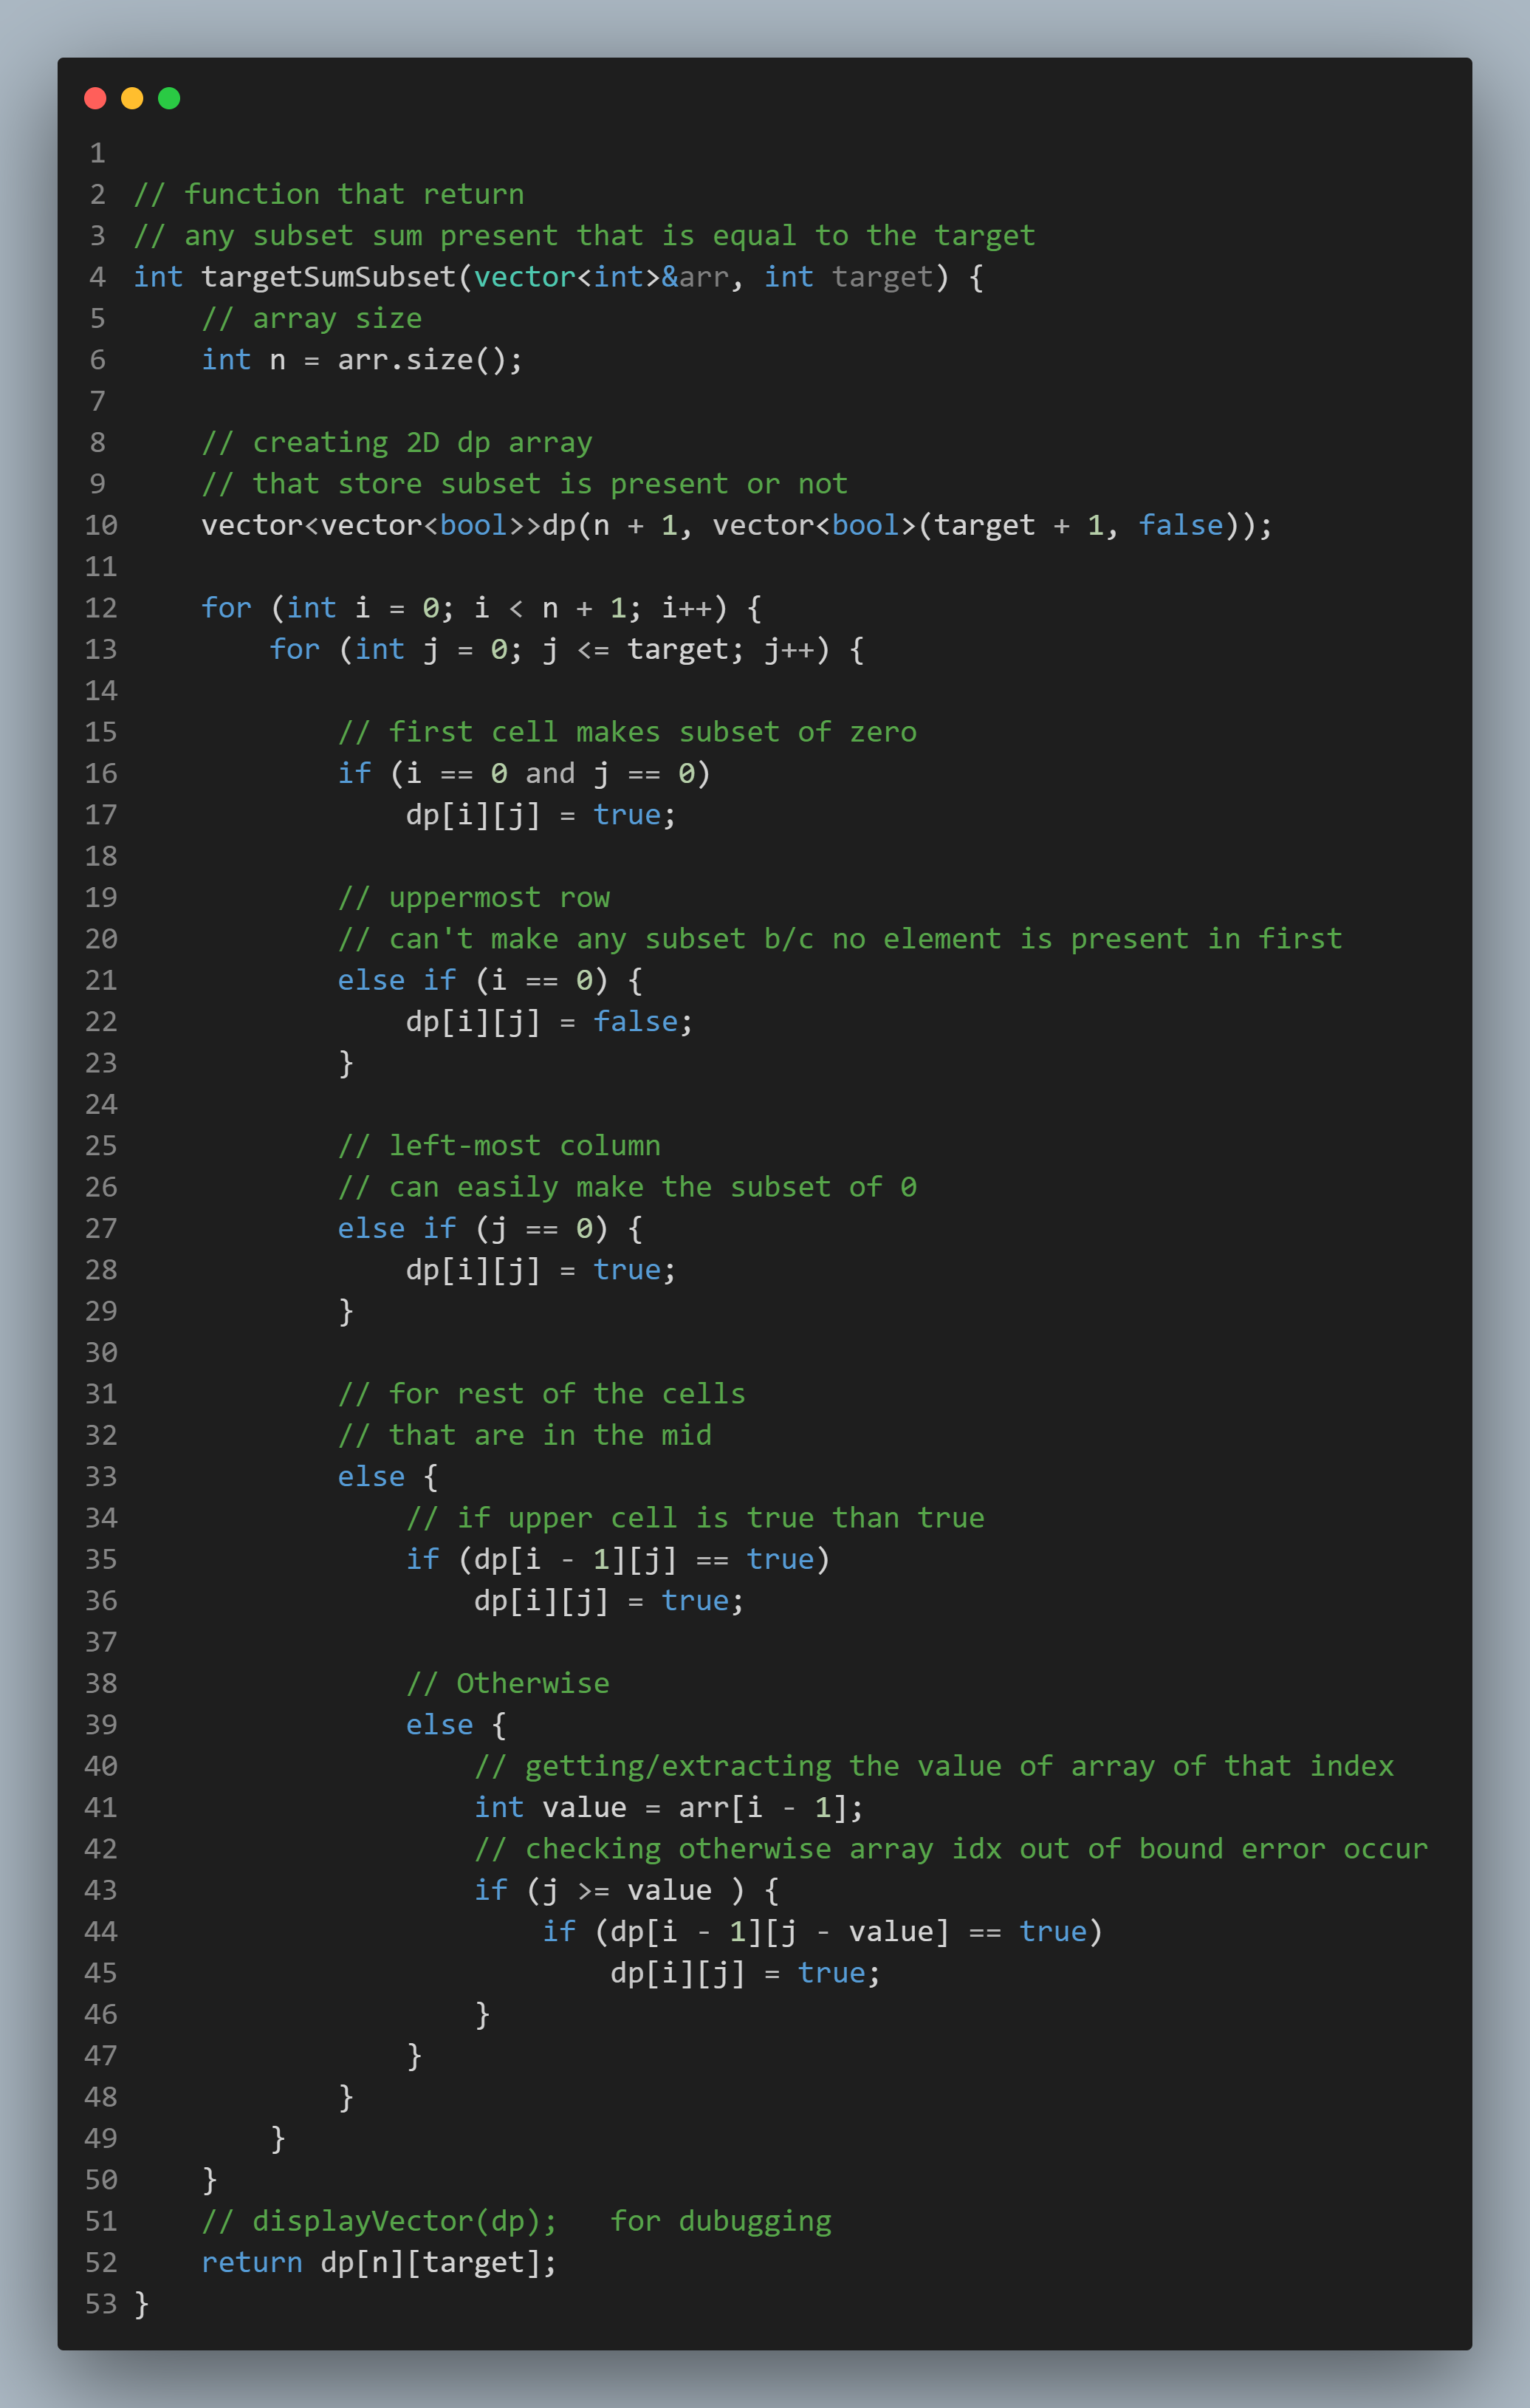 1
2 // function that return
3 // any subset sum present that is equal to the target
4 int targetSumSubset(vector<int>&arr, int target) {
5     // array size
6     int n = arr.size();
7
8     // creating 2D dp array
9     // that store subset is present or not
10     vector<vector<bool>>dp(n + 1, vector<bool>(target + 1, false));
11
12     for (int i = 0; i < n + 1; i++) {
13         for (int j = 0; j <= target; j++) {
14
15             // first cell makes subset of zero
16             if (i == 0 and j == 0)
17                 dp[i][j] = true;
18
19             // uppermost row
20             // can't make any subset b/c no element is present in first
21             else if (i == 0) {
22                 dp[i][j] = false;
23             }
24
25             // left-most column
26             // can easily make the subset of 0
27             else if (j == 0) {
28                 dp[i][j] = true;
29             }
30
31             // for rest of the cells
32             // that are in the mid
33             else {
34                 // if upper cell is true than true
35                 if (dp[i - 1][j] == true)
36                     dp[i][j] = true;
37
38                 // Otherwise
39                 else {
40                     // getting/extracting the value of array of that index
41                     int value = arr[i - 1];
42                     // checking otherwise array idx out of bound error occur
43                     if (j >= value ) {
44                         if (dp[i - 1][j - value] == true)
45                             dp[i][j] = true;
46                     }
47                 }
48             }
49         }
50     }
51     // displayVector(dp);   for dubugging
52     return dp[n][target];
53 }